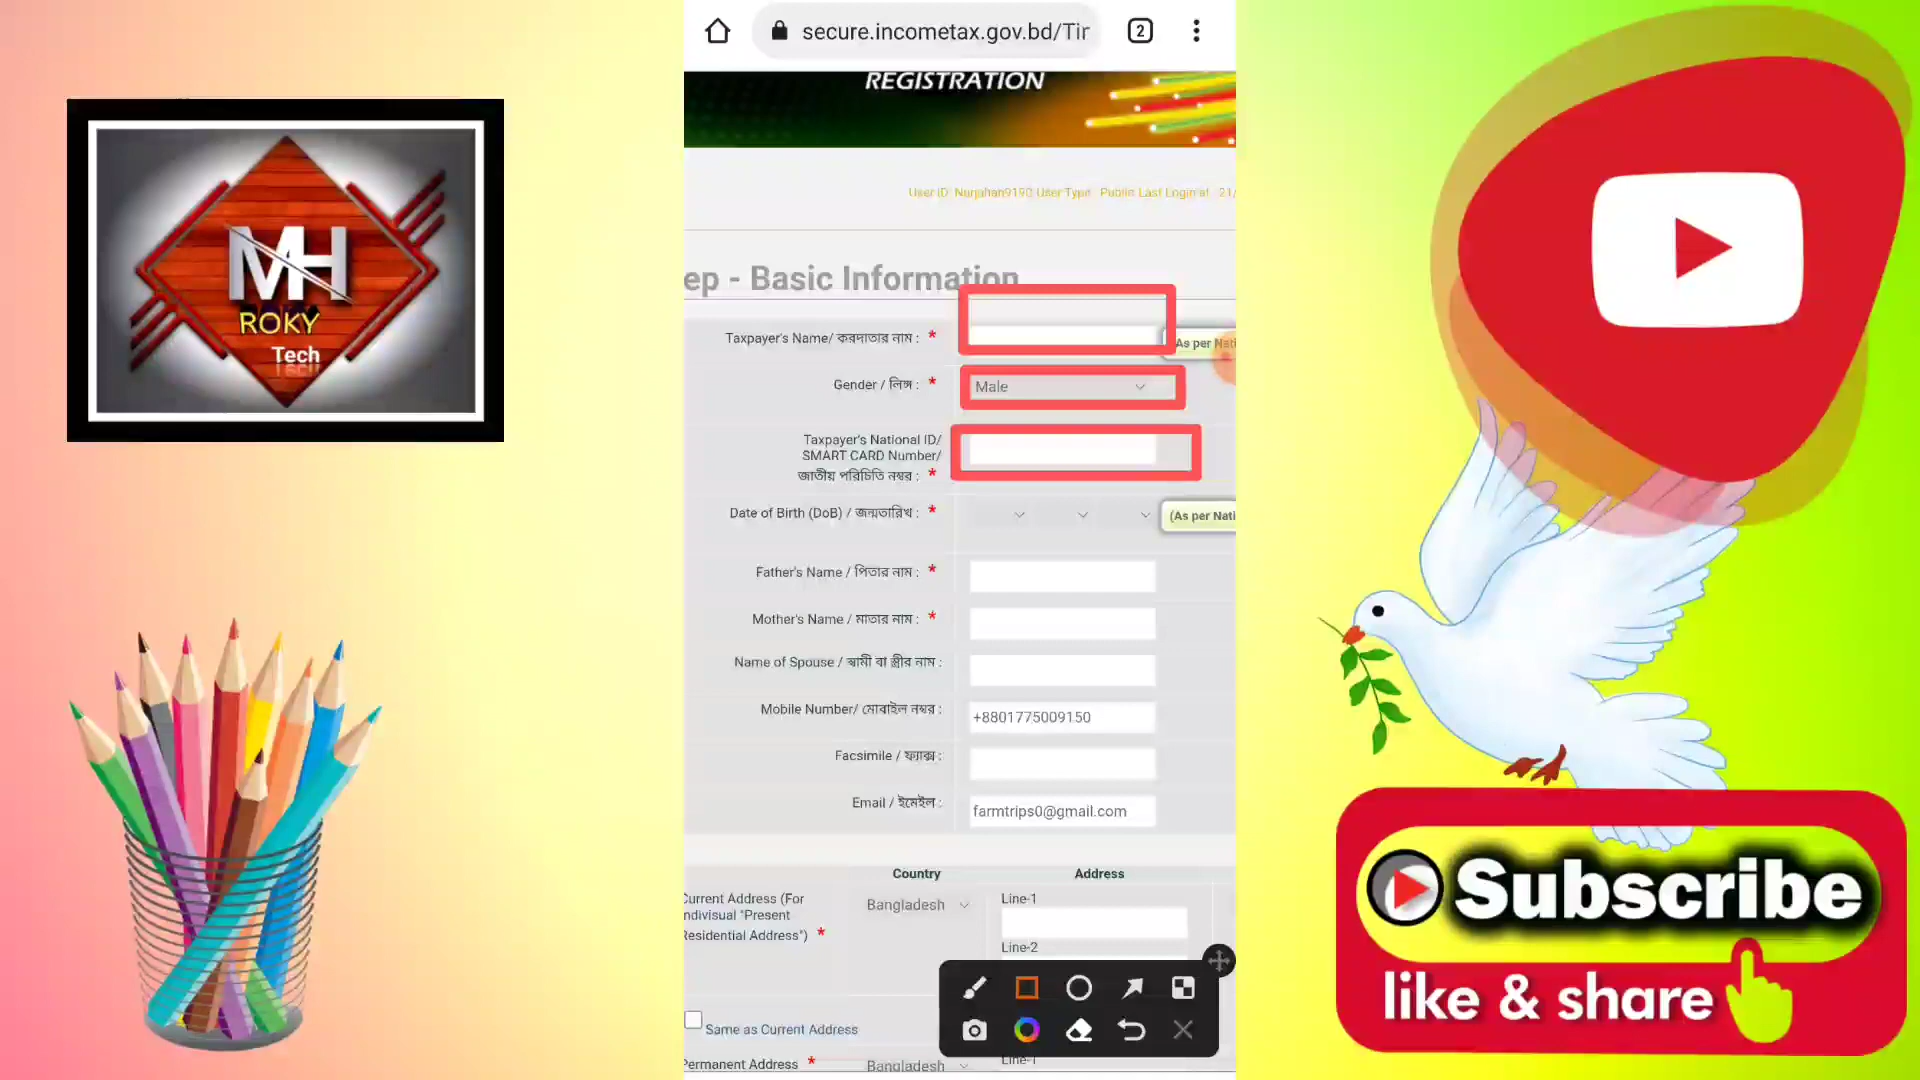 secure.incometax.gov.bd/Tir
2
REGISTRATION
User ID Nurjahan9190 User Type Public Last Login at 21/
ep - Basic Information
Taxpayer's Name/ করদাতার নাম : *
(As per Nati
Gender / লিঙ্গ : *
Male
Taxpayer's National ID/
SMART CARD Number/
জাতীয় পরিচিতি নম্বর : *
Date of Birth (DoB) / জন্মতারিখ : *
(As per Nati
Father's Name / পিতার নাম : *
Mother's Name / মাতার নাম : *
Name of Spouse / স্বামী বা স্ত্রীর নাম :
Mobile Number/ মোবাইল নম্বর :
+8801775009150
Facsimile / ফ্যাক্স :
Email / ইমেইল :
farmtrips0@gmail.com
Country
Address
Current Address (For
ndivisual "Present
Residential Address") *
Bangladesh
Line-1
Line-2
Same as Current Address
Permanent Address *
Bangladesh
Line-1
MH
ROKY
Tech
Subscribe
like & share